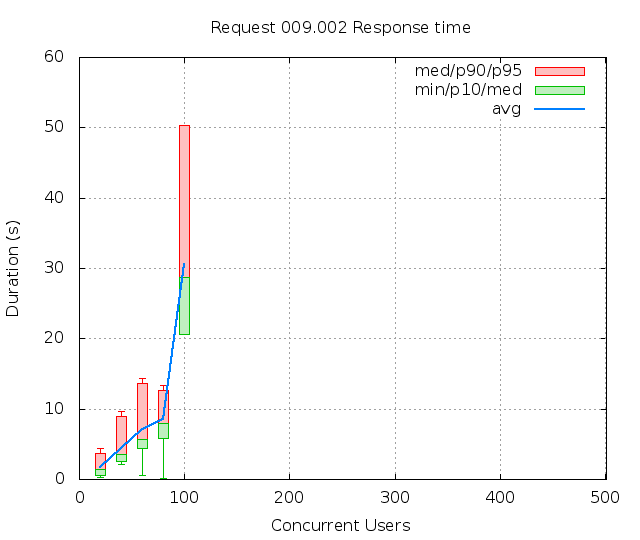 Request 009.002 Response time
60
50
40
30
20
10
0
Duration (s)
med/p90/p95
min/p10/med
avg
0 100 200 300 400 500
Concurrent Users